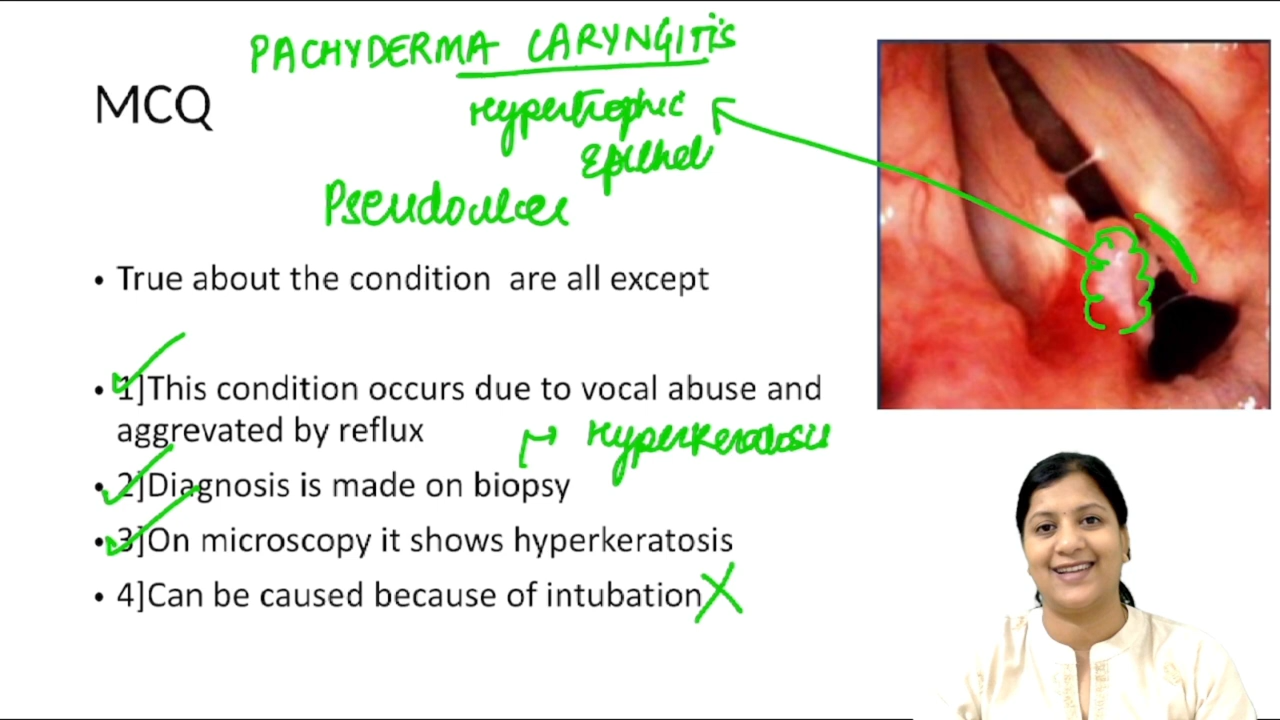 PACHYDERMA CARYNGITIS
MCQ
Hypertrophic
Epithel
Pseudoulcer
• True about the condition are all except
• 1]This condition occurs due to vocal abuse and
aggrevated by reflux
Hyperkeratosis
• 2]Diagnosis is made on biopsy
• 3]On microscopy it shows hyperkeratosis
• 4]Can be caused because of intubation